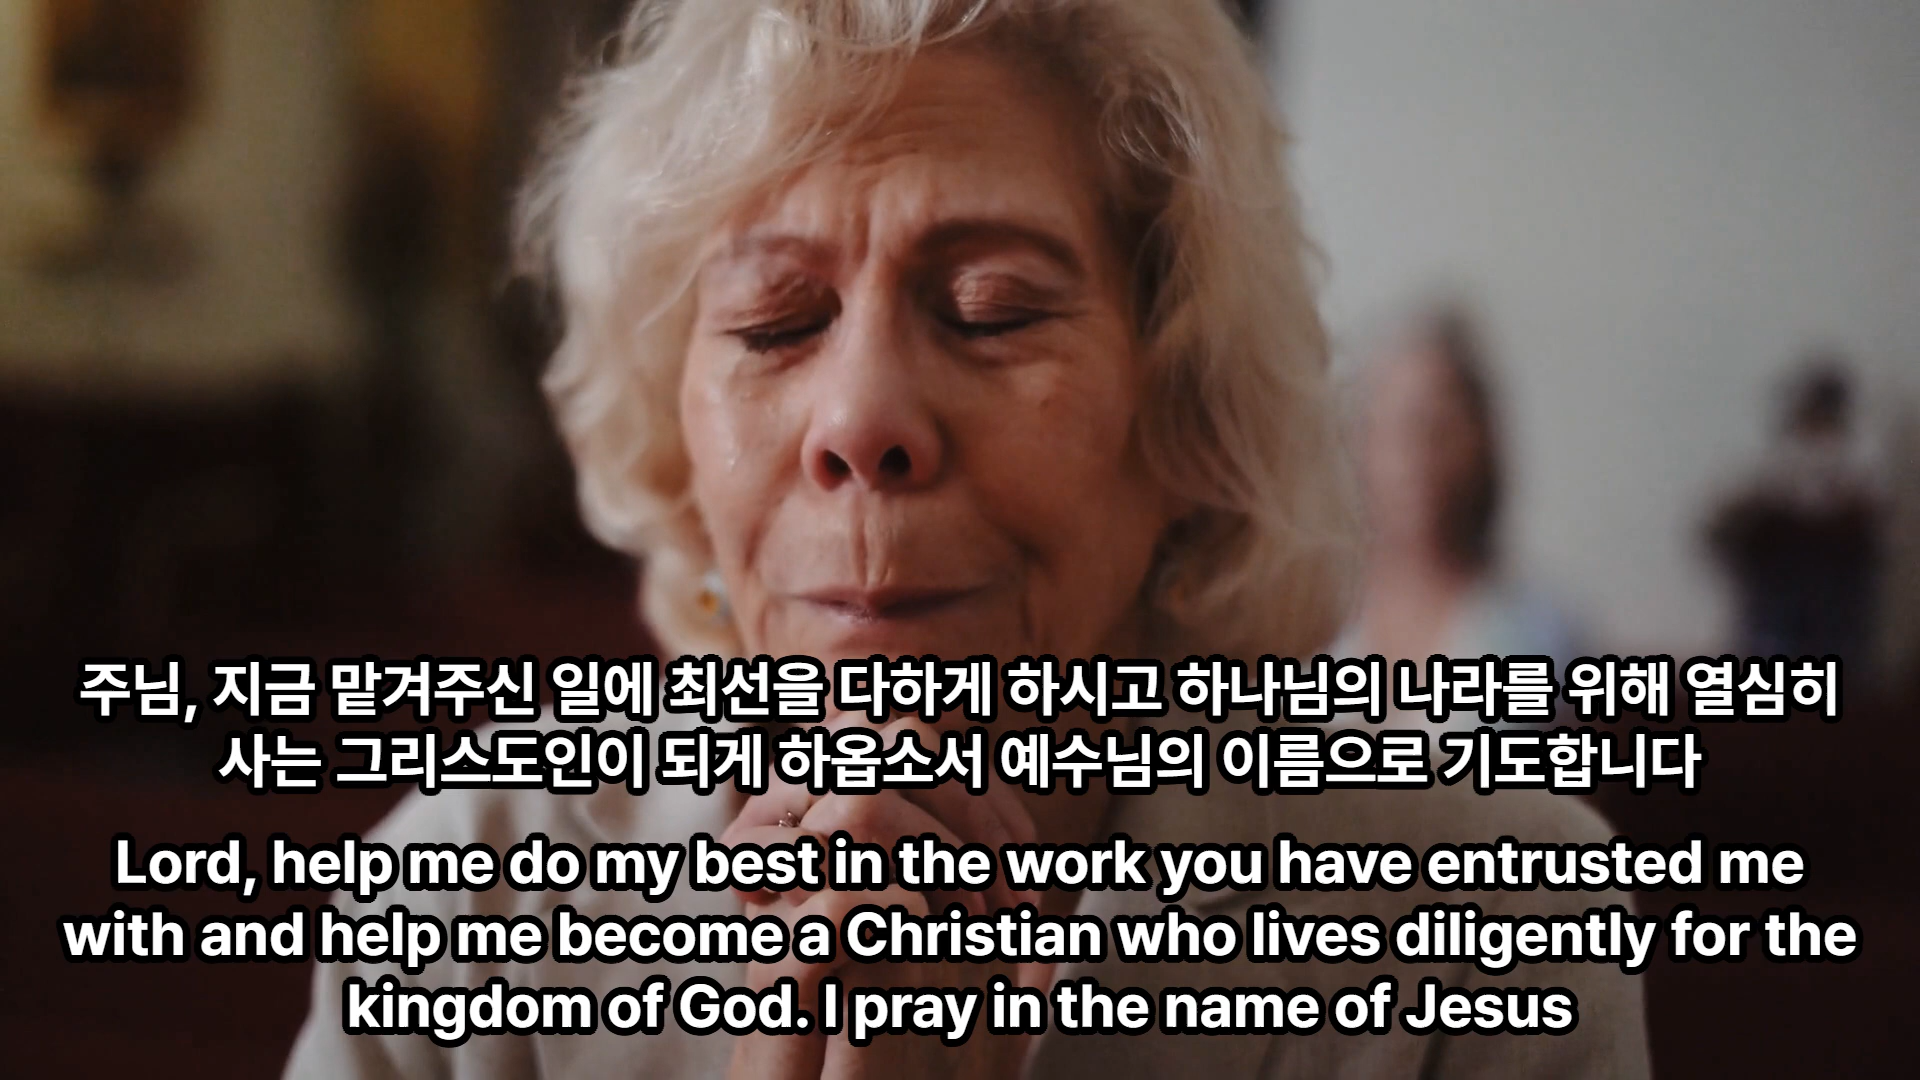 주님, 지금 맡겨주신 일에 최선을 다하게 하시고 하나님의 나라를 위해 열심히
사는 그리스도인이 되게 하옵소서 예수님의 이름으로 기도합니다
Lord, help me do my best in the work you have entrusted me
with and help me become a Christian who lives diligently for the
kingdom of God. I pray in the name of Jesus